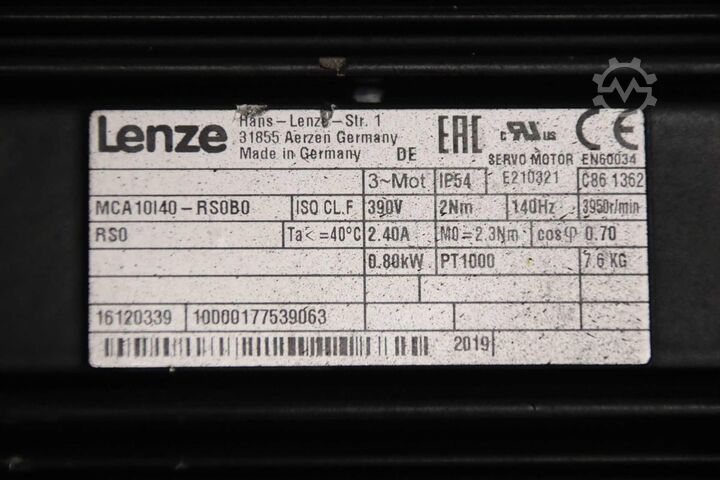 Lenze
Hans-Lenze-Str. 1
31855 Aerzen Germany
Made in Germany DE
EAC
c RU us
CE
SERVO MOTOR EN60034
3~Mot IP54 E210321 C86 1362
MCA10I40-RS0B0 ISO CL.F 390V 2Nm 140Hz 3950r/min
RS0 Ta<=40°C 2.40A M0=2.3Nm cosφ 0.70
0.80kW PT1000 7.6 KG
16120339 10000177539063
2019